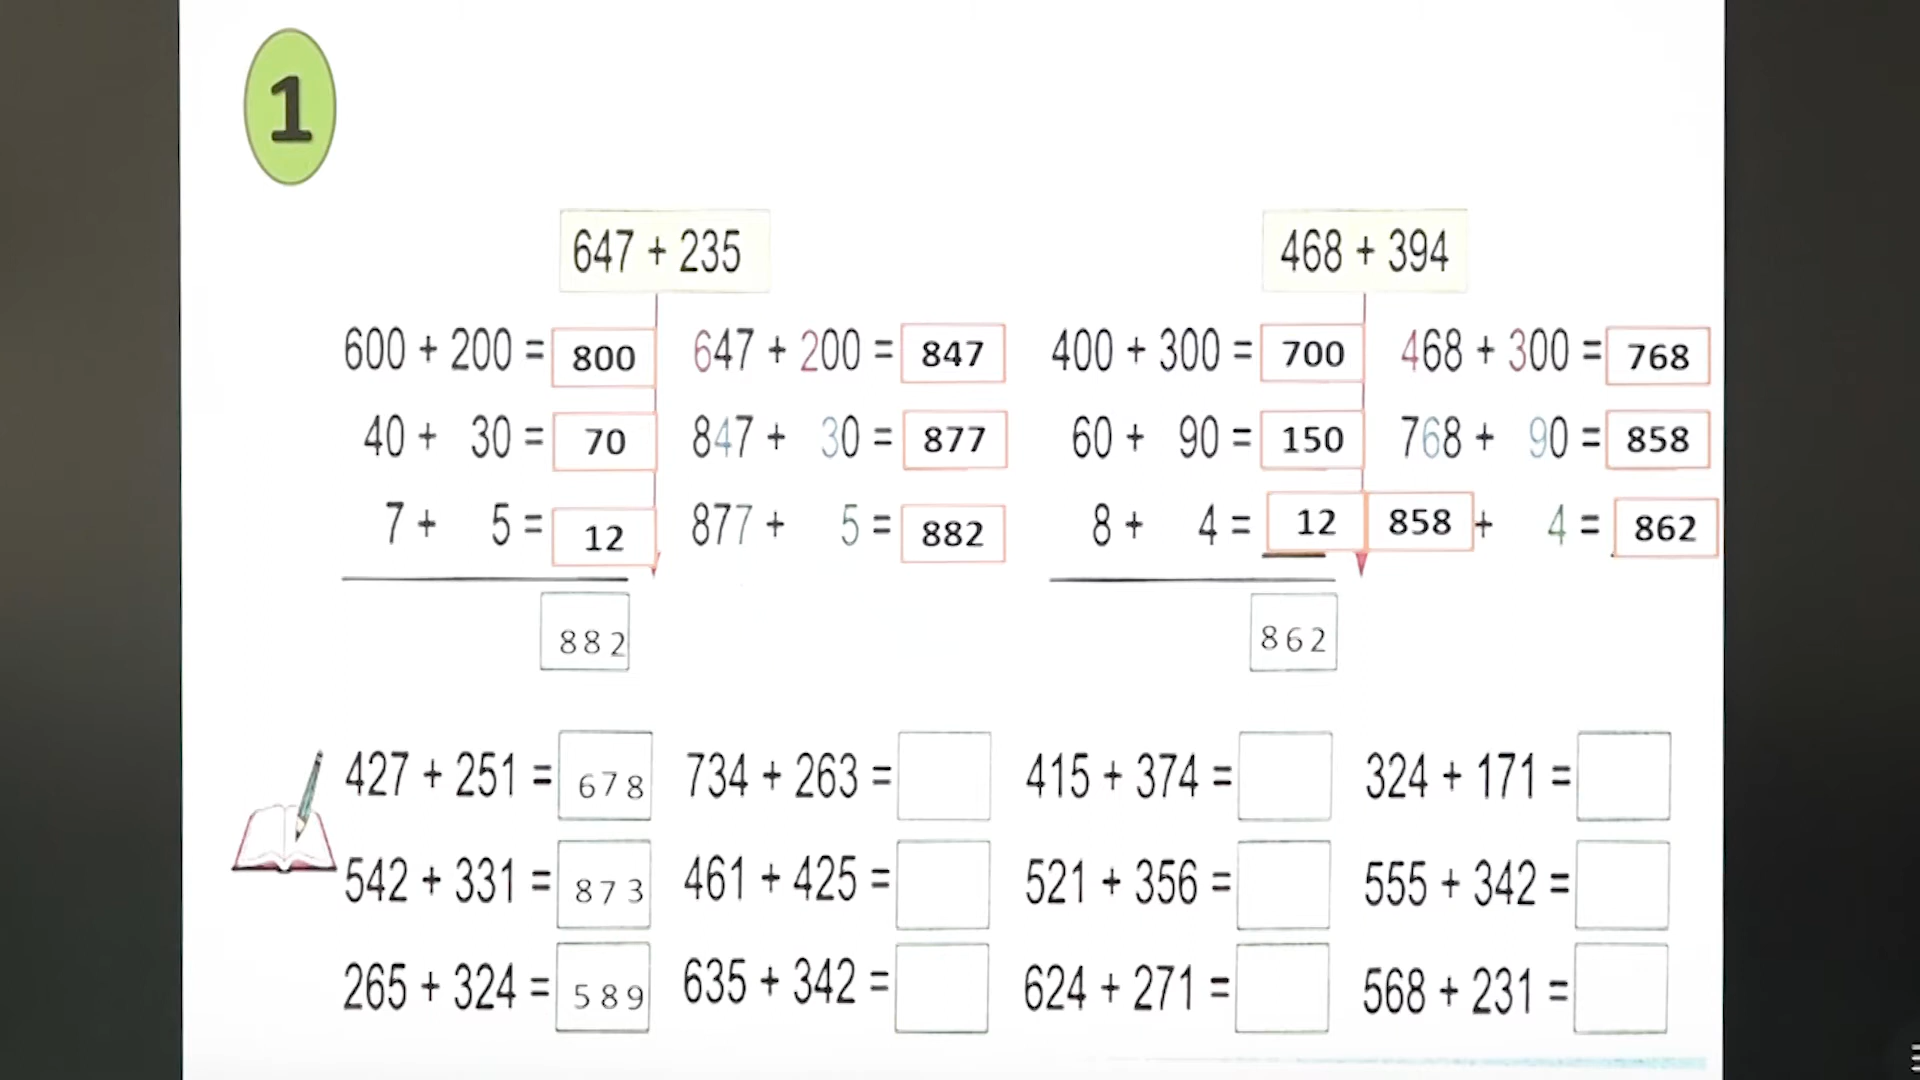 1
647 + 235
468 + 394
600 + 200 = 800
647 + 200 = 847
400 + 300 = 700
468 + 300 = 768
40 + 30 = 70
847 + 30 = 877
60 + 90 = 150
768 + 90 = 858
7 + 5 = 12
877 + 5 = 882
8 + 4 = 12
858 + 4 = 862
882
862
427 + 251 = 678
734 + 263 =
415 + 374 =
324 + 171 =
542 + 331 = 873
461 + 425 =
521 + 356 =
555 + 342 =
265 + 324 = 589
635 + 342 =
624 + 271 =
568 + 231 =